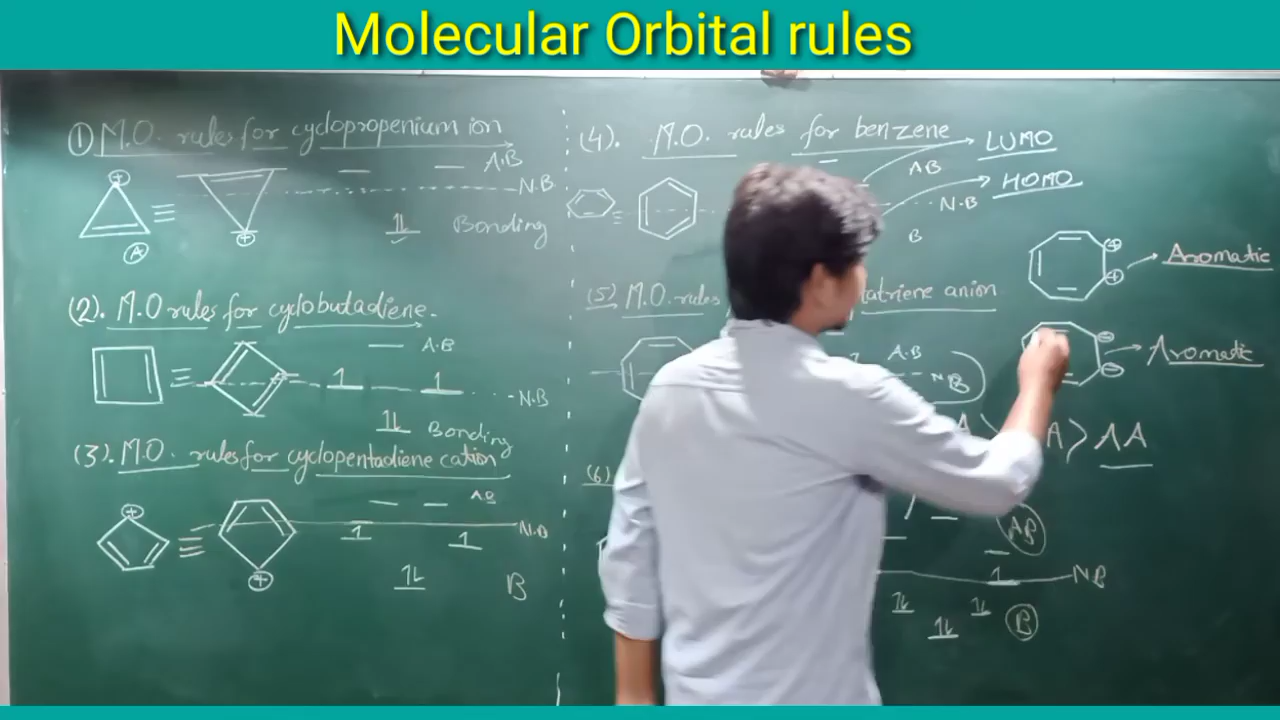 Molecular Orbital rules
① M.O. rules for cyclopropenium ion
A.B
N.B.
Bonding
A
(2). M.O rules for cyclobutadiene.
A.B
N.B
Bonding
(3). M.O. rules for cyclopentadiene cation
N.B
B
(4). M.O. rules for benzene
LUMO
AB
HOMO
N.B
B
Aromatic
(5) M.O. rules
atriene anion
A.B
N.B
Aromatic
A > AA
(6)
AB
NB
B